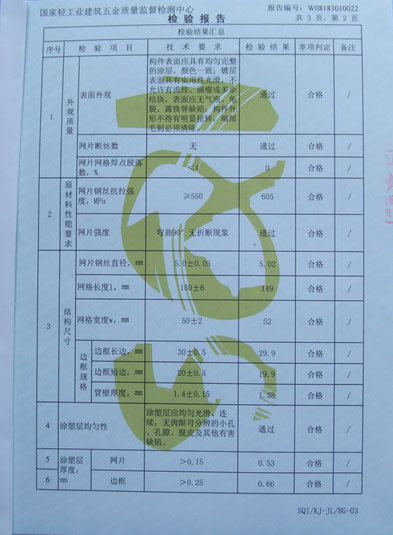 国家轻工业建筑五金质量监督检测中心
报告编号：W08183010022
检验报告
共 3 页，第 2 页
检验结果汇总
序号 检 验 项 目 技 术 要 求 检 验 结 果 单项判定 备注
1 外观质量 表面外观
构件表面应具有均匀完整
的涂层，颜色一致；镀层
表面具有实用性光滑，不
允许有流挂、滴瘤或多余
结块，表面应无气泡、龟
裂、露铁等缺陷；构件外
形不得有明显扭转，端部
毛刺必须清除。
通过 合格 /
网片断丝数 无 通过 合格 /
网片网格焊点脱落
数，% <4 0 合格 /
2 原材料性能要求 网片钢丝抗拉强
度，MPa ≥550 605 合格 /
网片强度 弯曲90°无折断现象 通过 合格 /
3 结构尺寸 网片钢丝直径，mm 5.0±0.05 5.02 合格 /
网格长度l，mm 150±6 149 合格 /
网格宽度w，mm 50±2 52 合格 /
边框规格 边框长边，mm 30±0.5 29.9 合格 /
边框短边，mm 20±0.5 19.9 合格 /
管壁厚度，mm 1.4±0.15 1.38 合格 /
4 涂塑层均匀性
涂塑层应均匀光滑、连
续，无肉眼可分辨的小孔
、孔隙、脱皮及其他有害
缺陷。
通过 合格 /
5 涂塑层厚度，mm 网片 >0.15 0.53 合格 /
6 边框 >0.25 0.66 合格 /
SQI/KJ-JL/BG-03